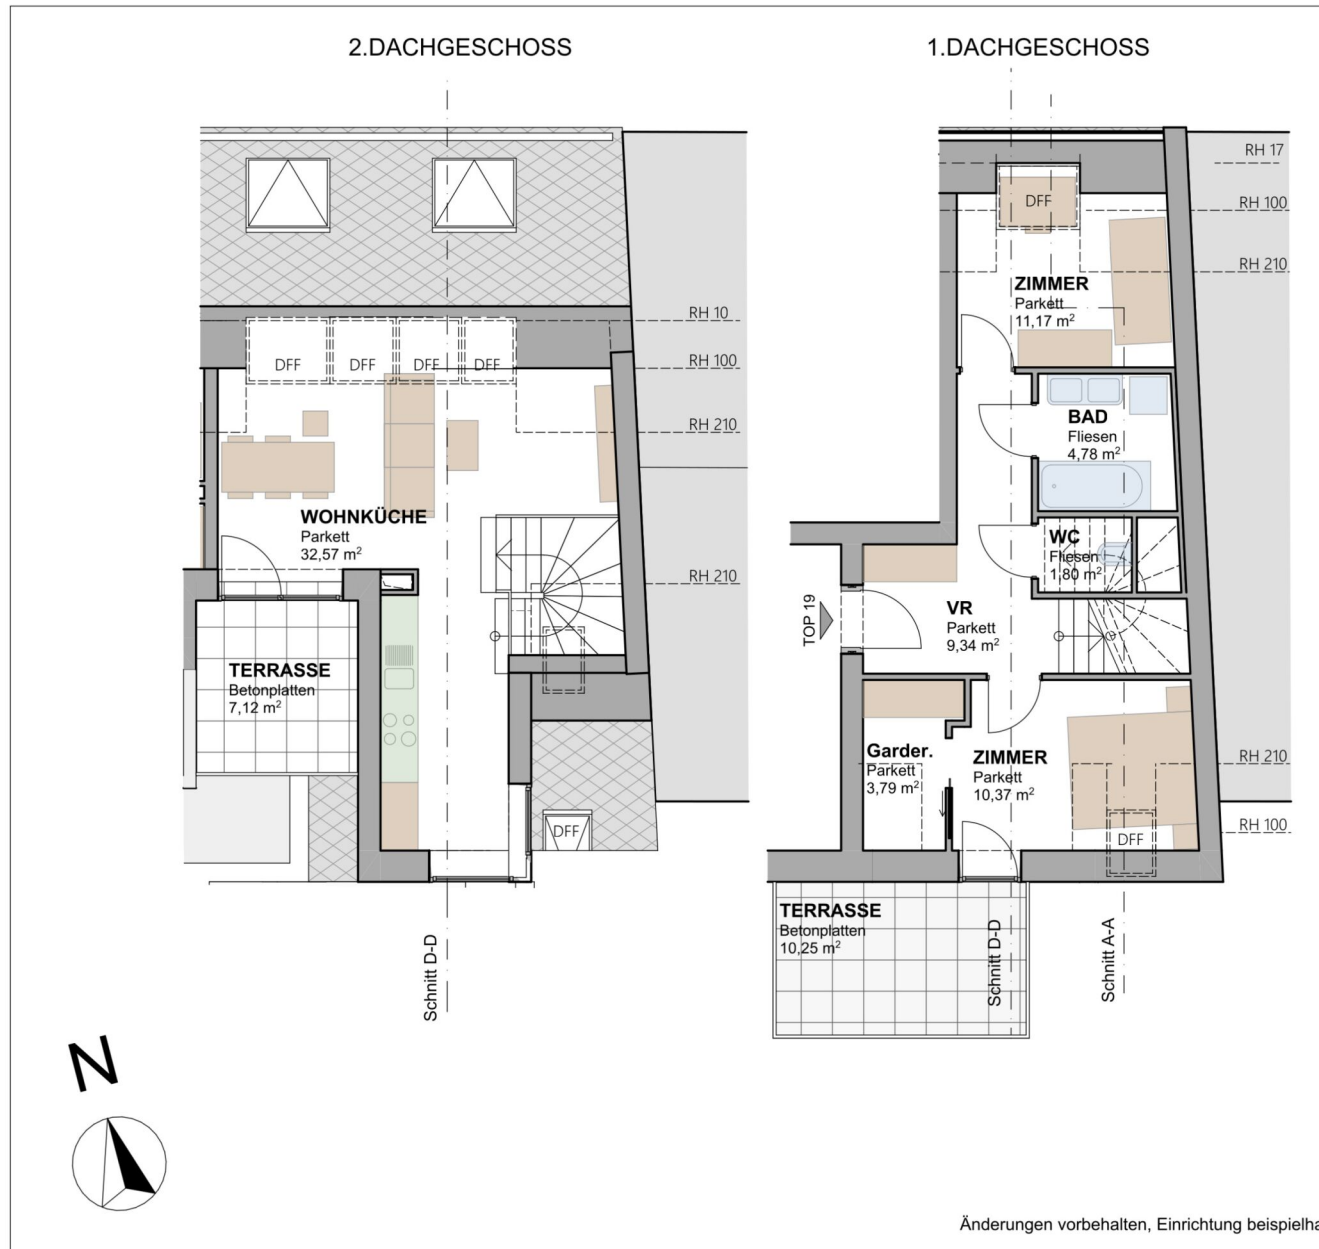 2.DACHGESCHOSS
1.DACHGESCHOSS
RH 10
RH 100
RH 210
RH 210
DFF
DFF
DFF
DFF
WOHNKÜCHE
Parkett
32,57 m²
TERRASSE
Betonplatten
7,12 m²
DFF
Schnitt D-D
RH 17
RH 100
RH 210
DFF
ZIMMER
Parkett
11,17 m²
BAD
Fliesen
4,78 m²
WC
Fliesen
1,80 m²
TOP 19
VR
Parkett
9,34 m²
Garder.
Parkett
3,79 m²
ZIMMER
Parkett
10,37 m²
RH 210
RH 100
DFF
TERRASSE
Betonplatten
10,25 m²
Schnitt D-D
Schnitt A-A
N
Änderungen vorbehalten, Einrichtung beispielha